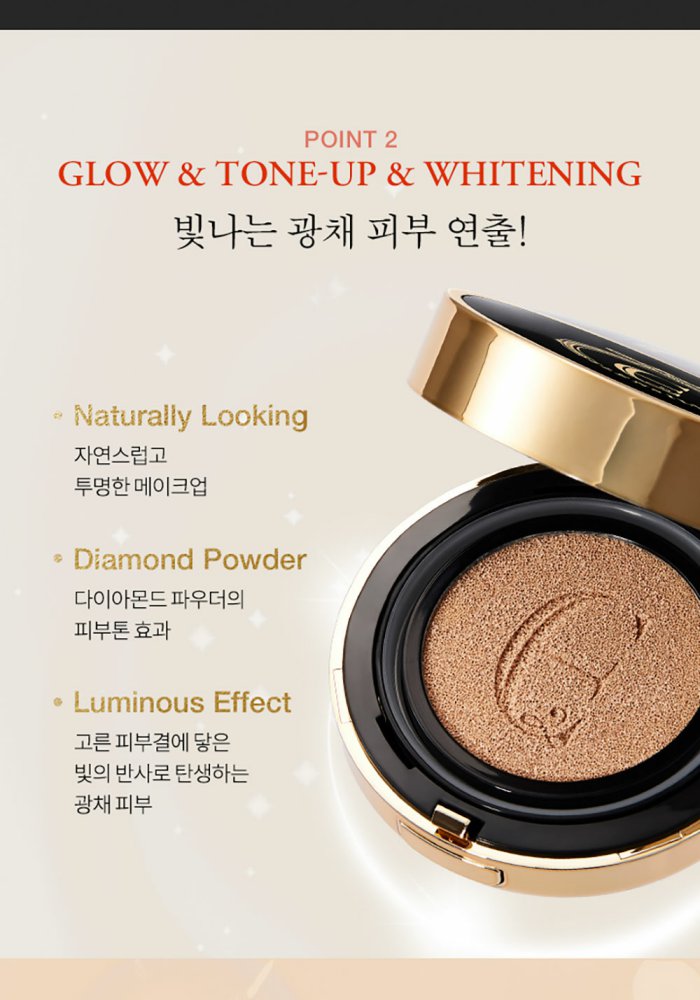 POINT 2
GLOW & TONE-UP & WHITENING
빛나는 광채 피부 연출!
Naturally Looking
자연스럽고
투명한 메이크업
Diamond Powder
다이아몬드 파우더의
피부톤 효과
Luminous Effect
고른 피부결에 닿은
빛의 반사로 탄생하는
광채 피부